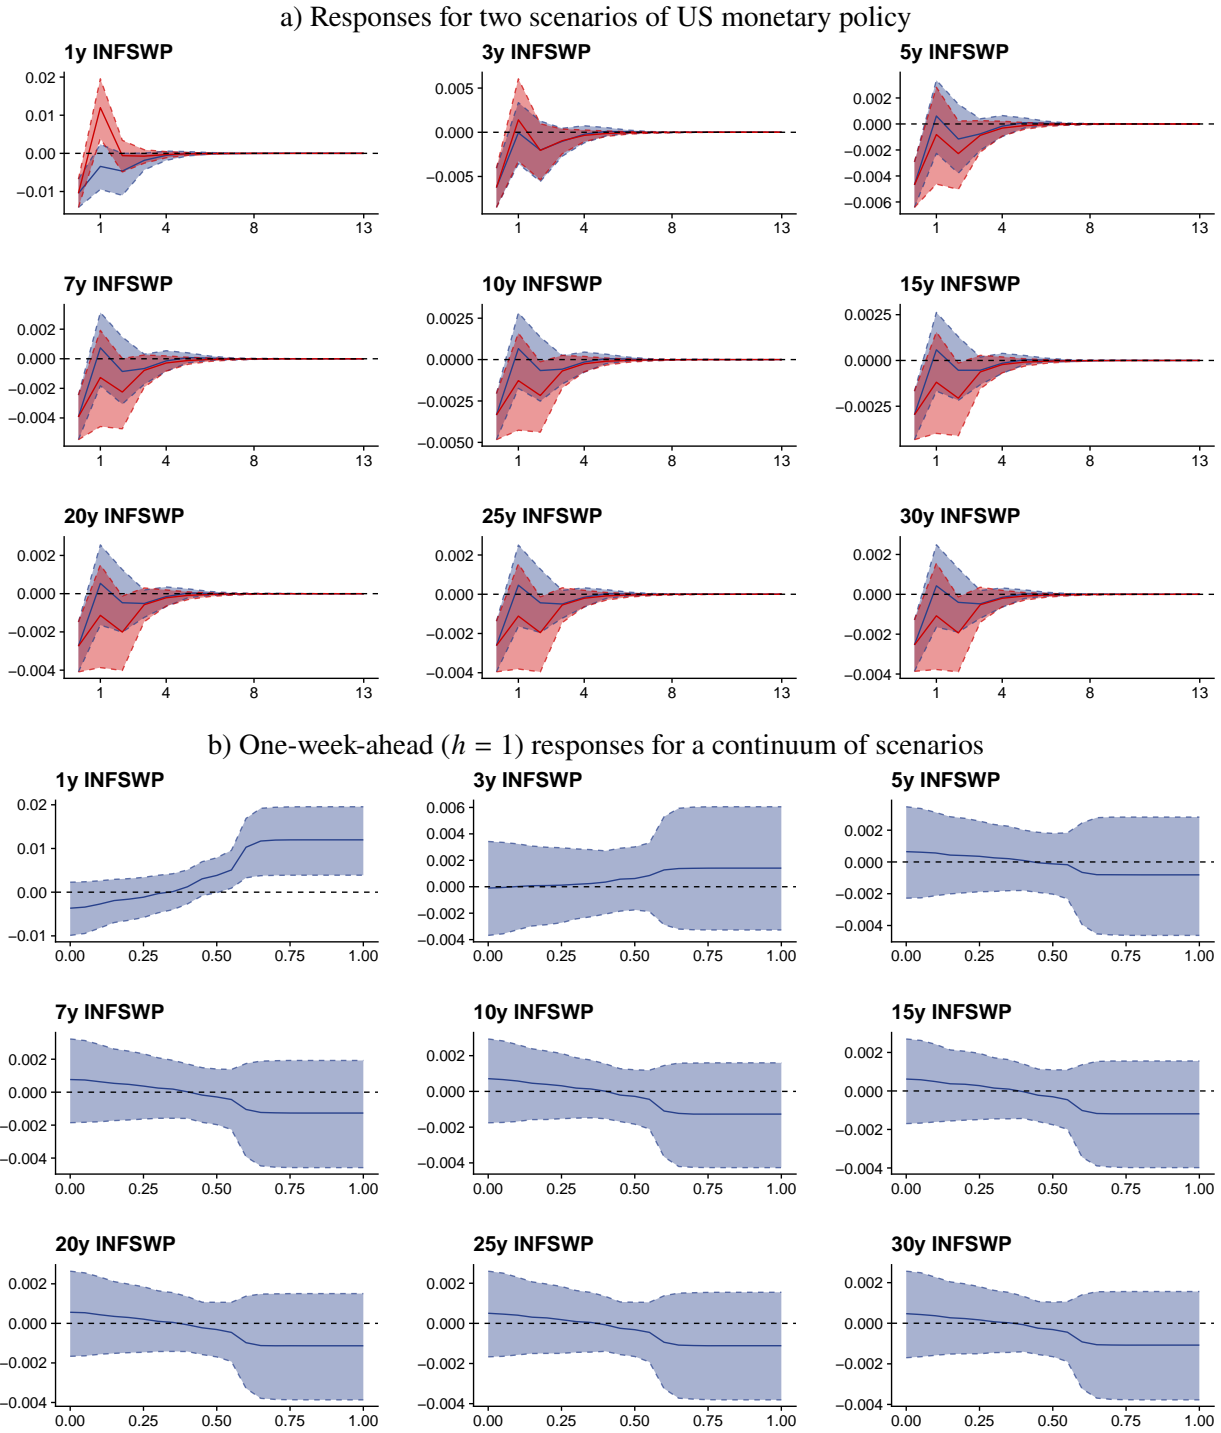 a) Responses for two scenarios of US monetary policy
1y INFSWP
3y INFSWP
5y INFSWP
0.02
0.01
0.00
−0.01
1 4 8 13
0.005
0.000
−0.005
1 4 8 13
0.002
0.000
−0.002
−0.004
−0.006
1 4 8 13
7y INFSWP
10y INFSWP
15y INFSWP
0.002
0.000
−0.002
−0.004
1 4 8 13
0.0025
0.0000
−0.0025
−0.0050
1 4 8 13
0.0025
0.0000
−0.0025
1 4 8 13
20y INFSWP
25y INFSWP
30y INFSWP
0.002
0.000
−0.002
−0.004
1 4 8 13
0.002
0.000
−0.002
−0.004
1 4 8 13
0.002
0.000
−0.002
−0.004
1 4 8 13
b) One-week-ahead (h = 1) responses for a continuum of scenarios
1y INFSWP
3y INFSWP
5y INFSWP
0.02
0.01
0.00
−0.01
0.00 0.25 0.50 0.75 1.00
0.006
0.004
0.002
0.000
−0.002
−0.004
0.00 0.25 0.50 0.75 1.00
0.002
0.000
−0.002
−0.004
0.00 0.25 0.50 0.75 1.00
7y INFSWP
10y INFSWP
15y INFSWP
0.002
0.000
−0.002
−0.004
0.00 0.25 0.50 0.75 1.00
0.002
0.000
−0.002
−0.004
0.00 0.25 0.50 0.75 1.00
0.002
0.000
−0.002
−0.004
0.00 0.25 0.50 0.75 1.00
20y INFSWP
25y INFSWP
30y INFSWP
0.002
0.000
−0.002
−0.004
0.00 0.25 0.50 0.75 1.00
0.002
0.000
−0.002
−0.004
0.00 0.25 0.50 0.75 1.00
0.002
0.000
−0.002
−0.004
0.00 0.25 0.50 0.75 1.00